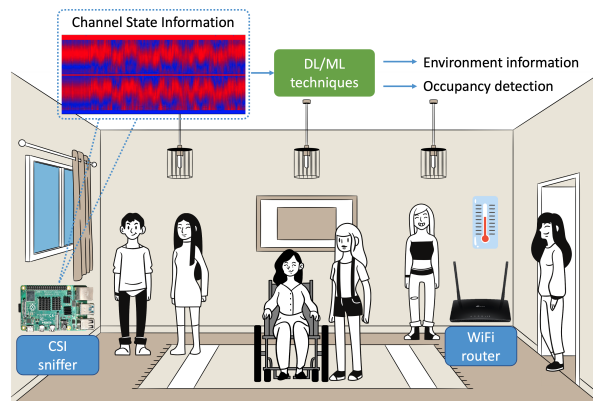 Channel State Information
DL/ML
techniques
Environment information
Occupancy detection
CSI
sniffer
WiFi
router